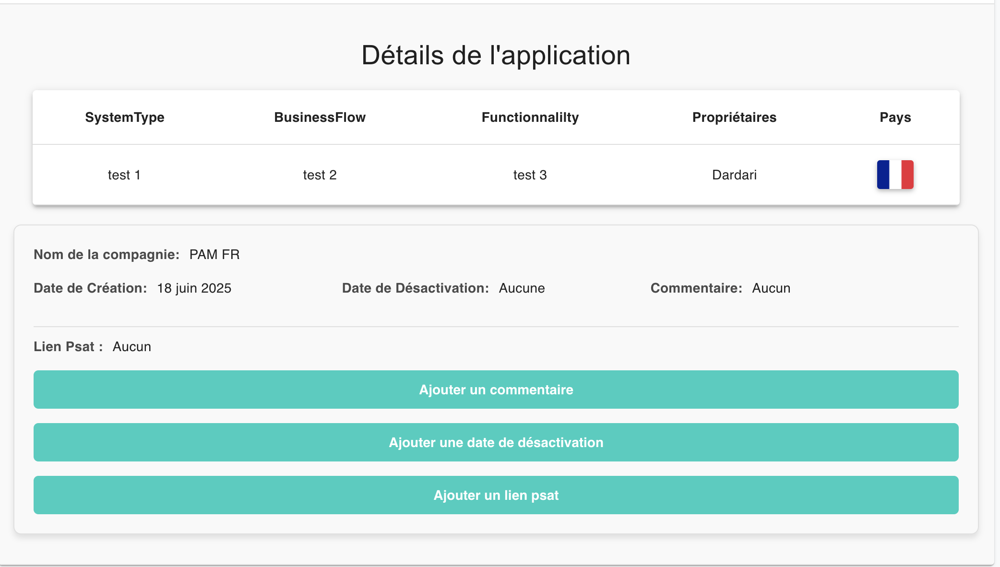 Détails de l'application
SystemType BusinessFlow Functionnalilty Propriétaires Pays
test 1 test 2 test 3 Dardari
Nom de la compagnie: PAM FR
Date de Création: 18 juin 2025 Date de Désactivation: Aucune Commentaire: Aucun
Lien Psat : Aucun
Ajouter un commentaire
Ajouter une date de désactivation
Ajouter un lien psat